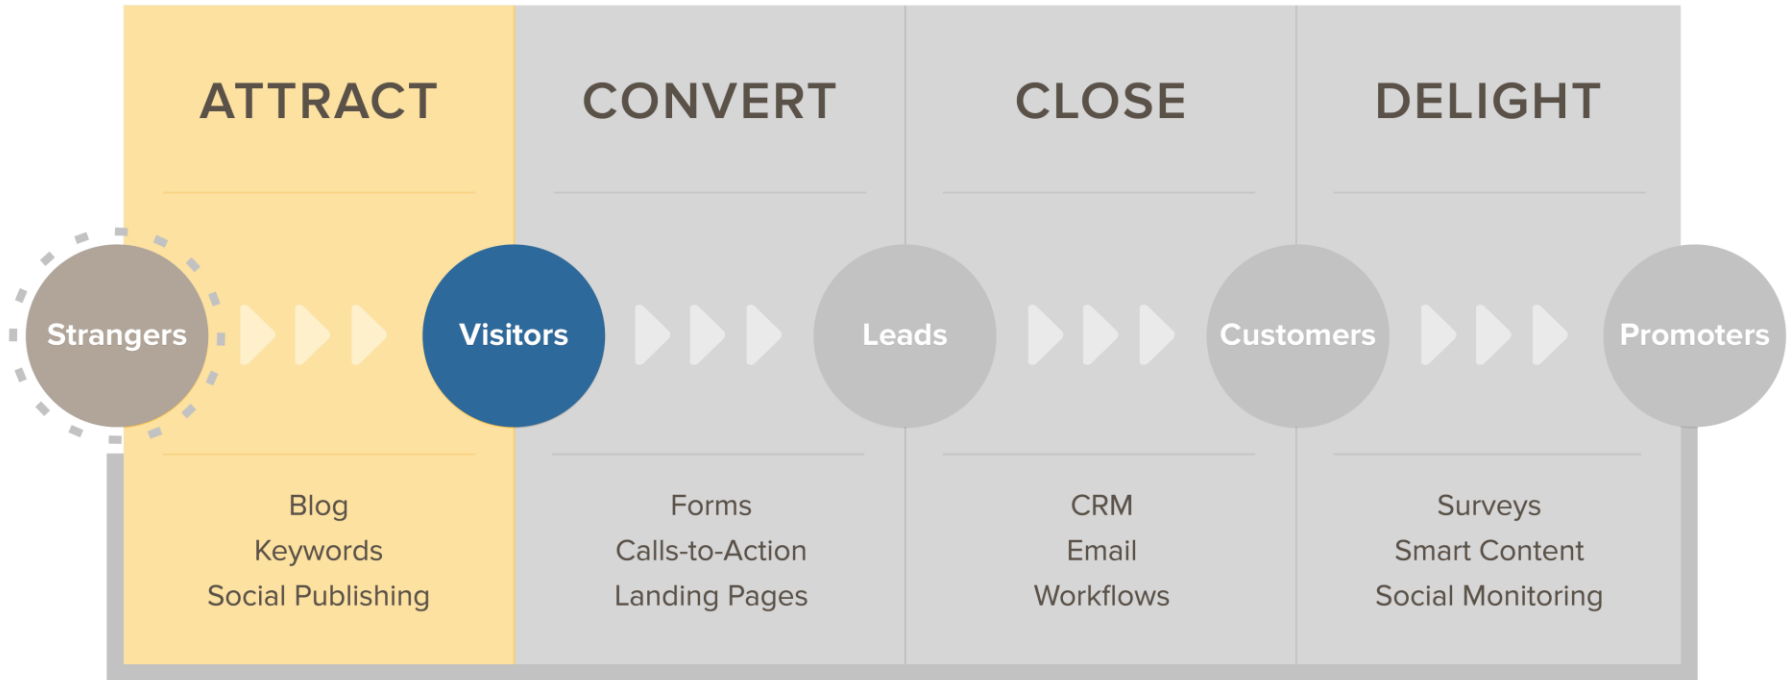 ATTRACT
CONVERT
CLOSE
DELIGHT
Strangers
Visitors
Leads
Customers
Promoters
Blog
Keywords
Social Publishing
Forms
Calls-to-Action
Landing Pages
CRM
Email
Workflows
Surveys
Smart Content
Social Monitoring